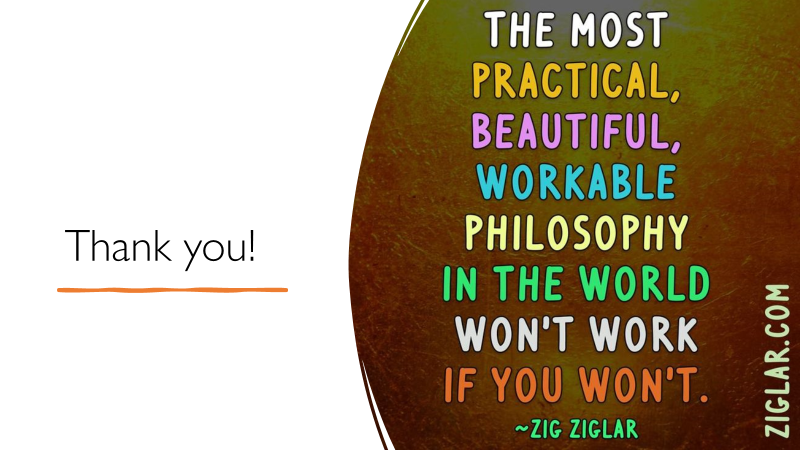 Thank you!
THE MOST
PRACTICAL,
BEAUTIFUL,
WORKABLE
PHILOSOPHY
IN THE WORLD
WON'T WORK
IF YOU WON'T.
~ZIG ZIGLAR
ZIGLAR.COM